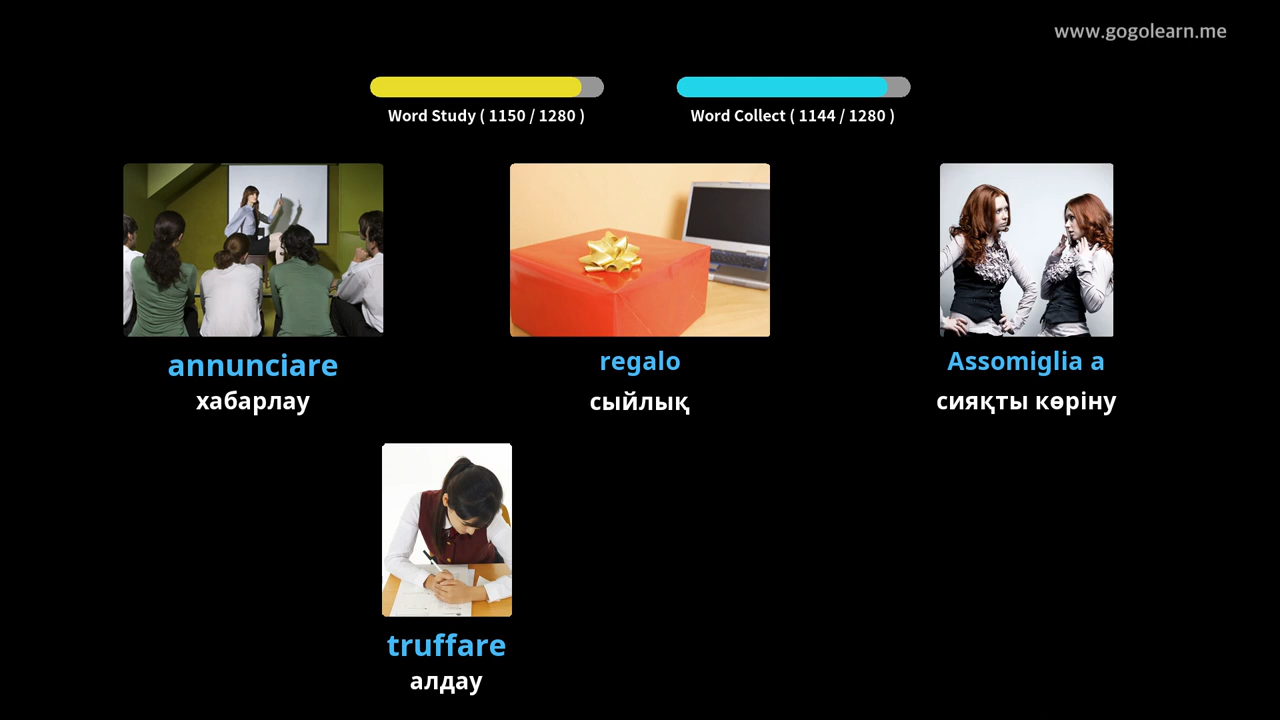 www.gogolearn.me
Word Study ( 1150 / 1280 )
Word Collect ( 1144 / 1280 )
annunciare
хабарлау
regalo
сыйлық
Assomiglia a
сияқты көріну
truffare
алдау